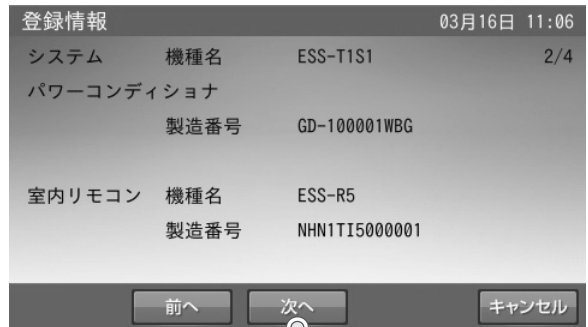 登録情報 03月16日 11:06
システム 機種名 ESS-T1S1 2/4
パワーコンディショナ
製造番号 GD-100001WBG
室内リモコン 機種名 ESS-R5
製造番号 NHN1TI5000001
前へ 次へ キャンセル